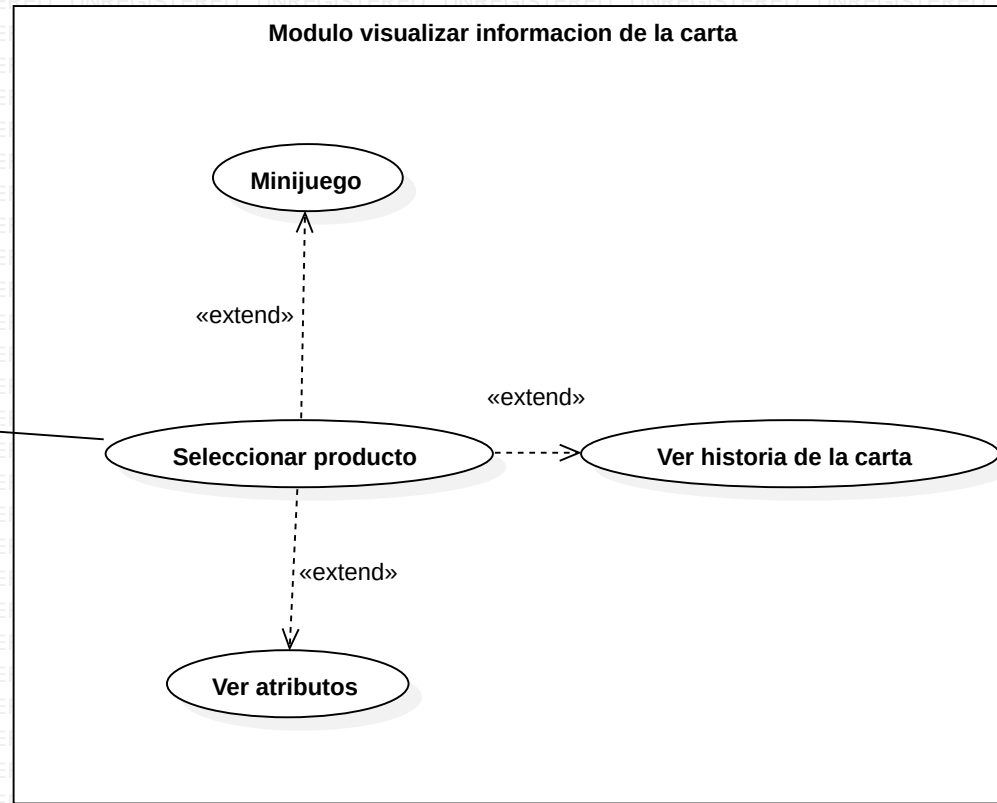 Modulo visualizar informacion de la carta
Minijuego
«extend»
«extend»
Seleccionar producto
Ver historia de la carta
«extend»
Ver atributos